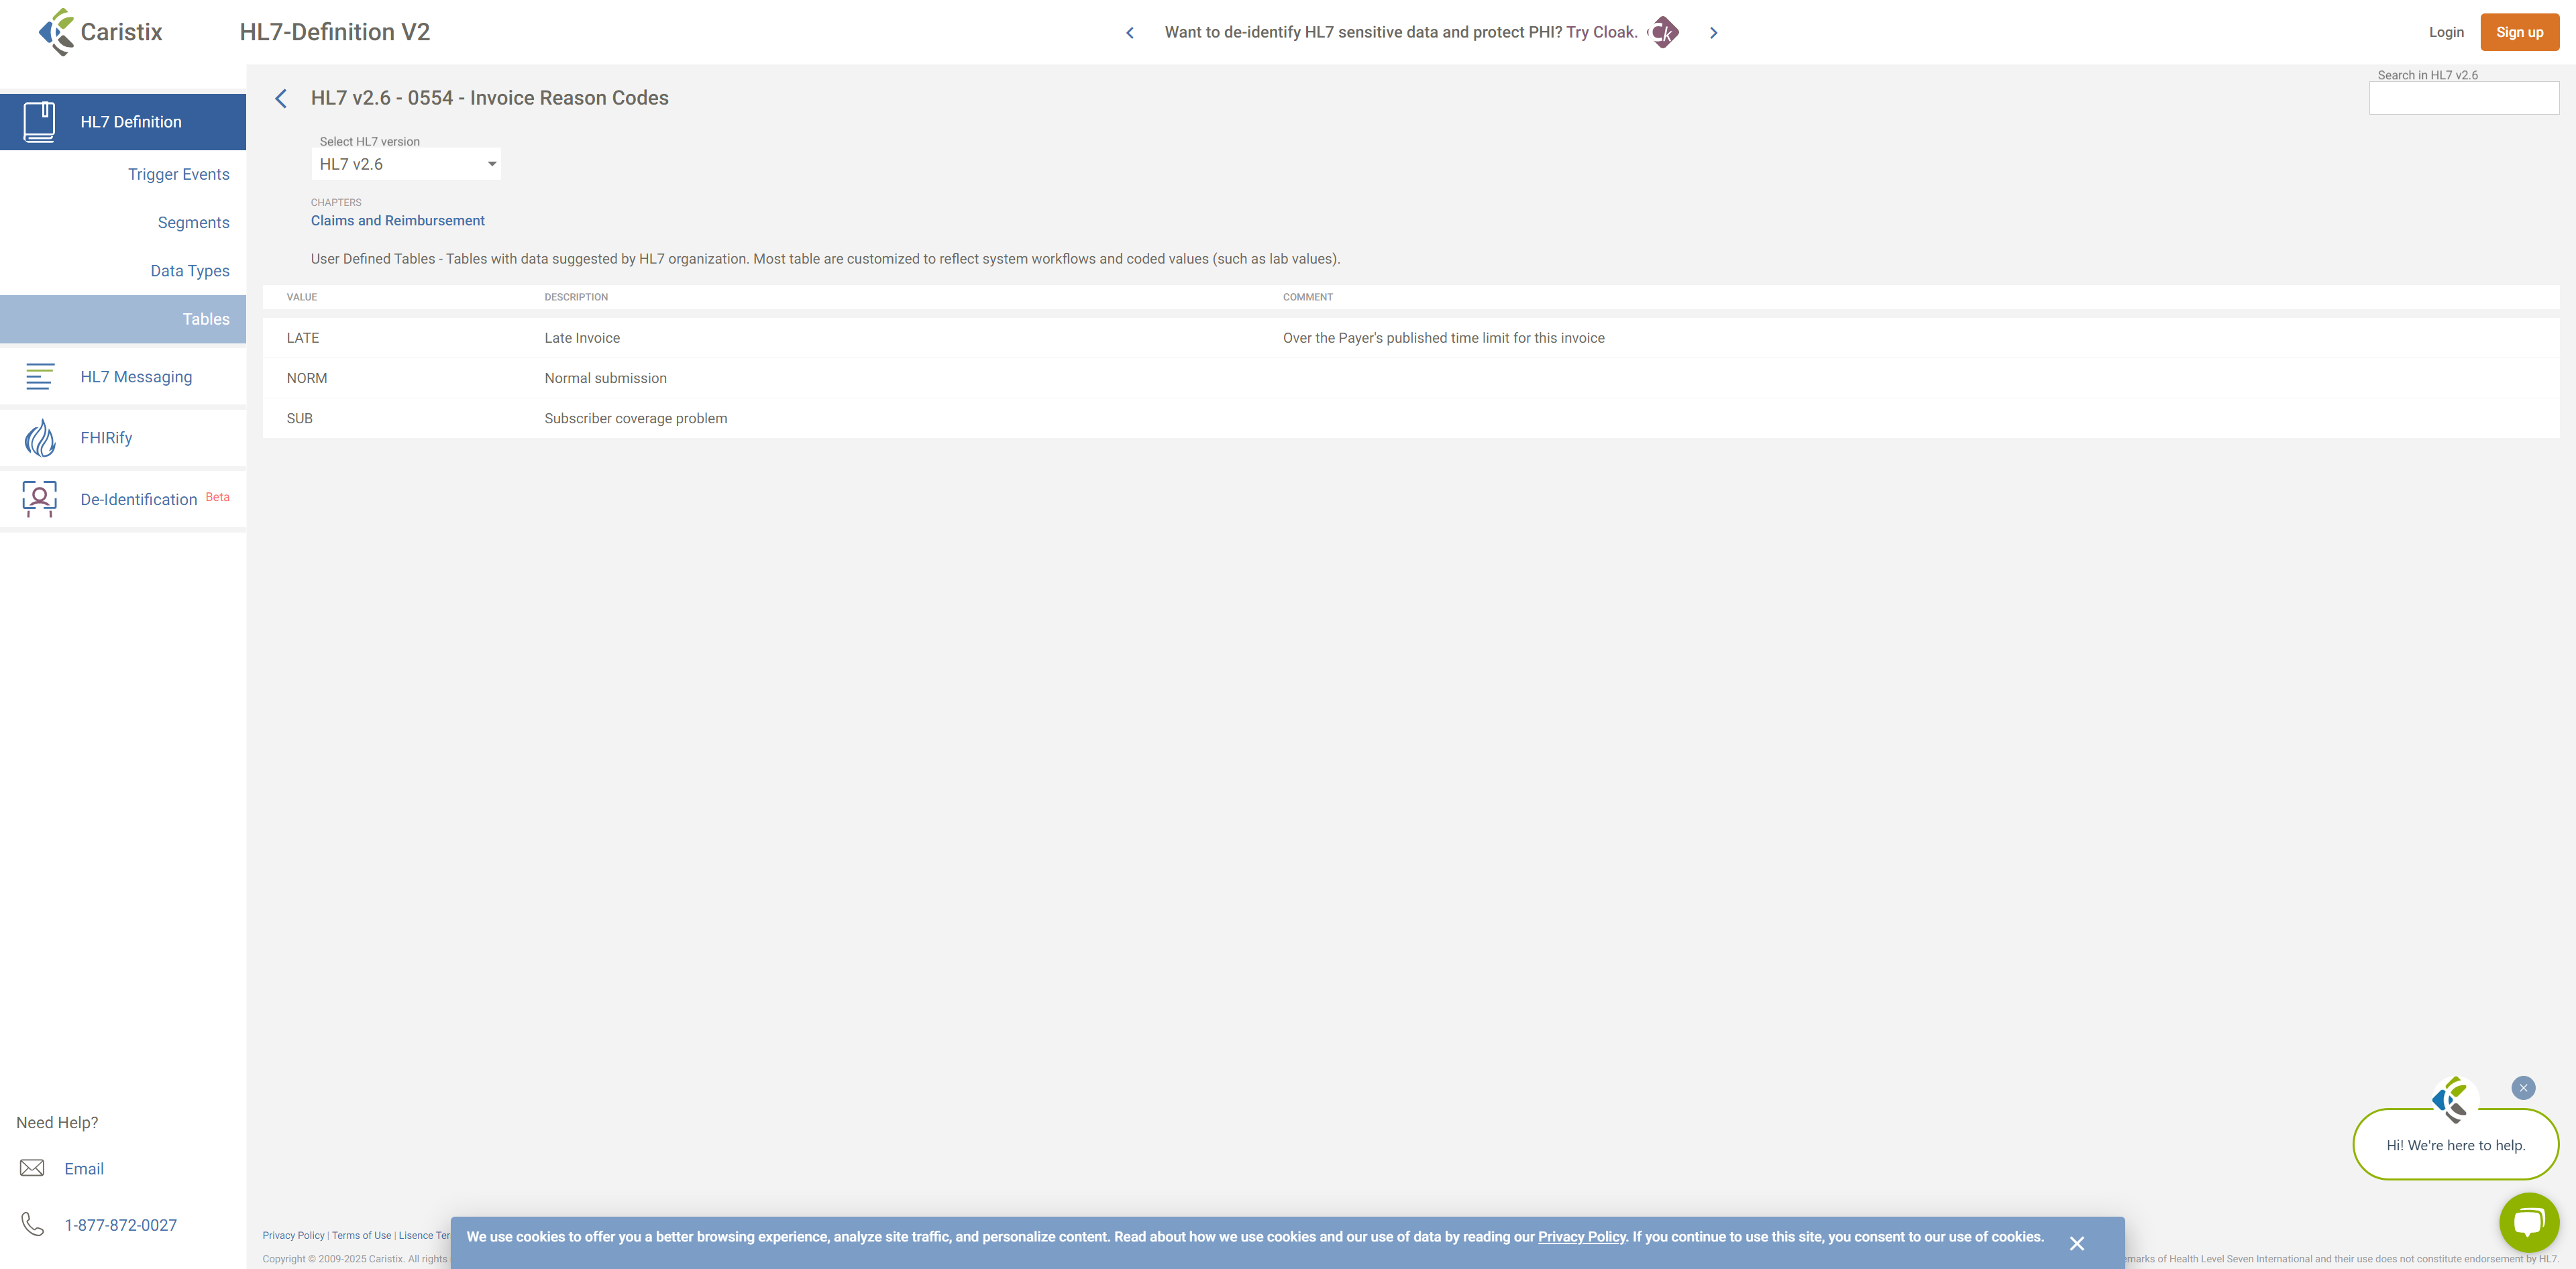 Caristix
HL7-Definition V2
Want to de-identify HL7 sensitive data and protect PHI? Try Cloak.
Ck
Login
Sign up
HL7 Definition
Trigger Events
Segments
Data Types
Tables
HL7 Messaging
FHIRify
De-Identification Beta
Need Help?
Email
1-877-872-0027
HL7 v2.6 - 0554 - Invoice Reason Codes
Search in HL7 v2.6
Select HL7 version
HL7 v2.6
CHAPTERS
Claims and Reimbursement
User Defined Tables - Tables with data suggested by HL7 organization. Most table are customized to reflect system workflows and coded values (such as lab values).
VALUE DESCRIPTION COMMENT
LATE Late Invoice Over the Payer's published time limit for this invoice
NORM Normal submission
SUB Subscriber coverage problem
Hi! We're here to help.
Privacy Policy | Terms of Use | Lisence Ter
We use cookies to offer you a better browsing experience, analyze site traffic, and personalize content. Read about how we use cookies and our use of data by reading our Privacy Policy. If you continue to use this site, you consent to our use of cookies.
Copyright © 2009-2025 Caristix. All rights
emarks of Health Level Seven International and their use does not constitute endorsement by HL7.